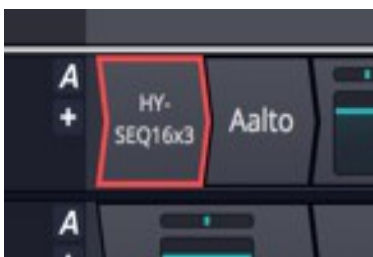 A
+
HY-
SEQ16x3
Aalto
A